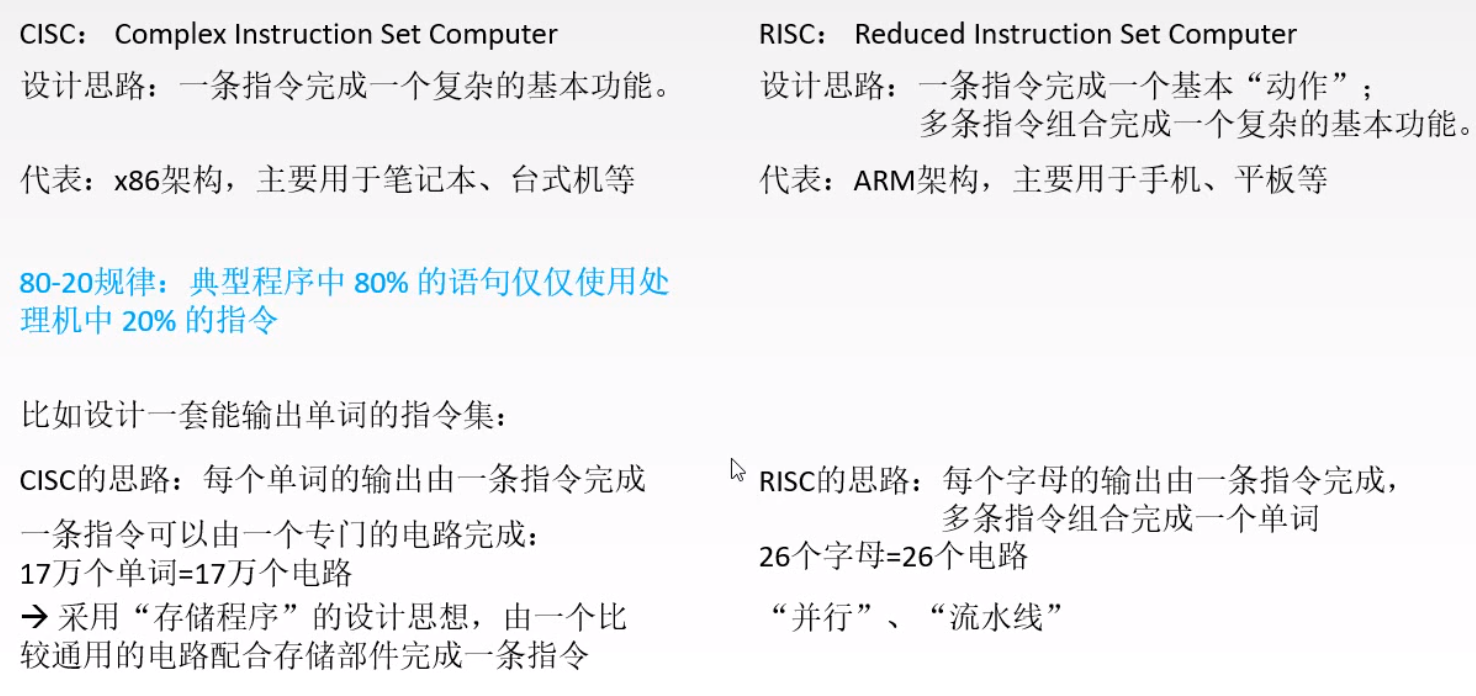 CISC： Complex Instruction Set Computer
设计思路：一条指令完成一个复杂的基本功能。
代表：x86架构，主要用于笔记本、台式机等
80-20规律：典型程序中 80% 的语句仅仅使用处
理机中 20% 的指令
RISC： Reduced Instruction Set Computer
设计思路：一条指令完成一个基本“动作”；
多条指令组合完成一个复杂的基本功能。
代表：ARM架构，主要用于手机、平板等
比如设计一套能输出单词的指令集：
CISC的思路：每个单词的输出由一条指令完成
一条指令可以由一个专门的电路完成：
17万个单词=17万个电路
→ 采用“存储程序”的设计思想，由一个比
较通用的电路配合存储部件完成一条指令
RISC的思路：每个字母的输出由一条指令完成，
多条指令组合完成一个单词
26个字母=26个电路
“并行”、“流水线”